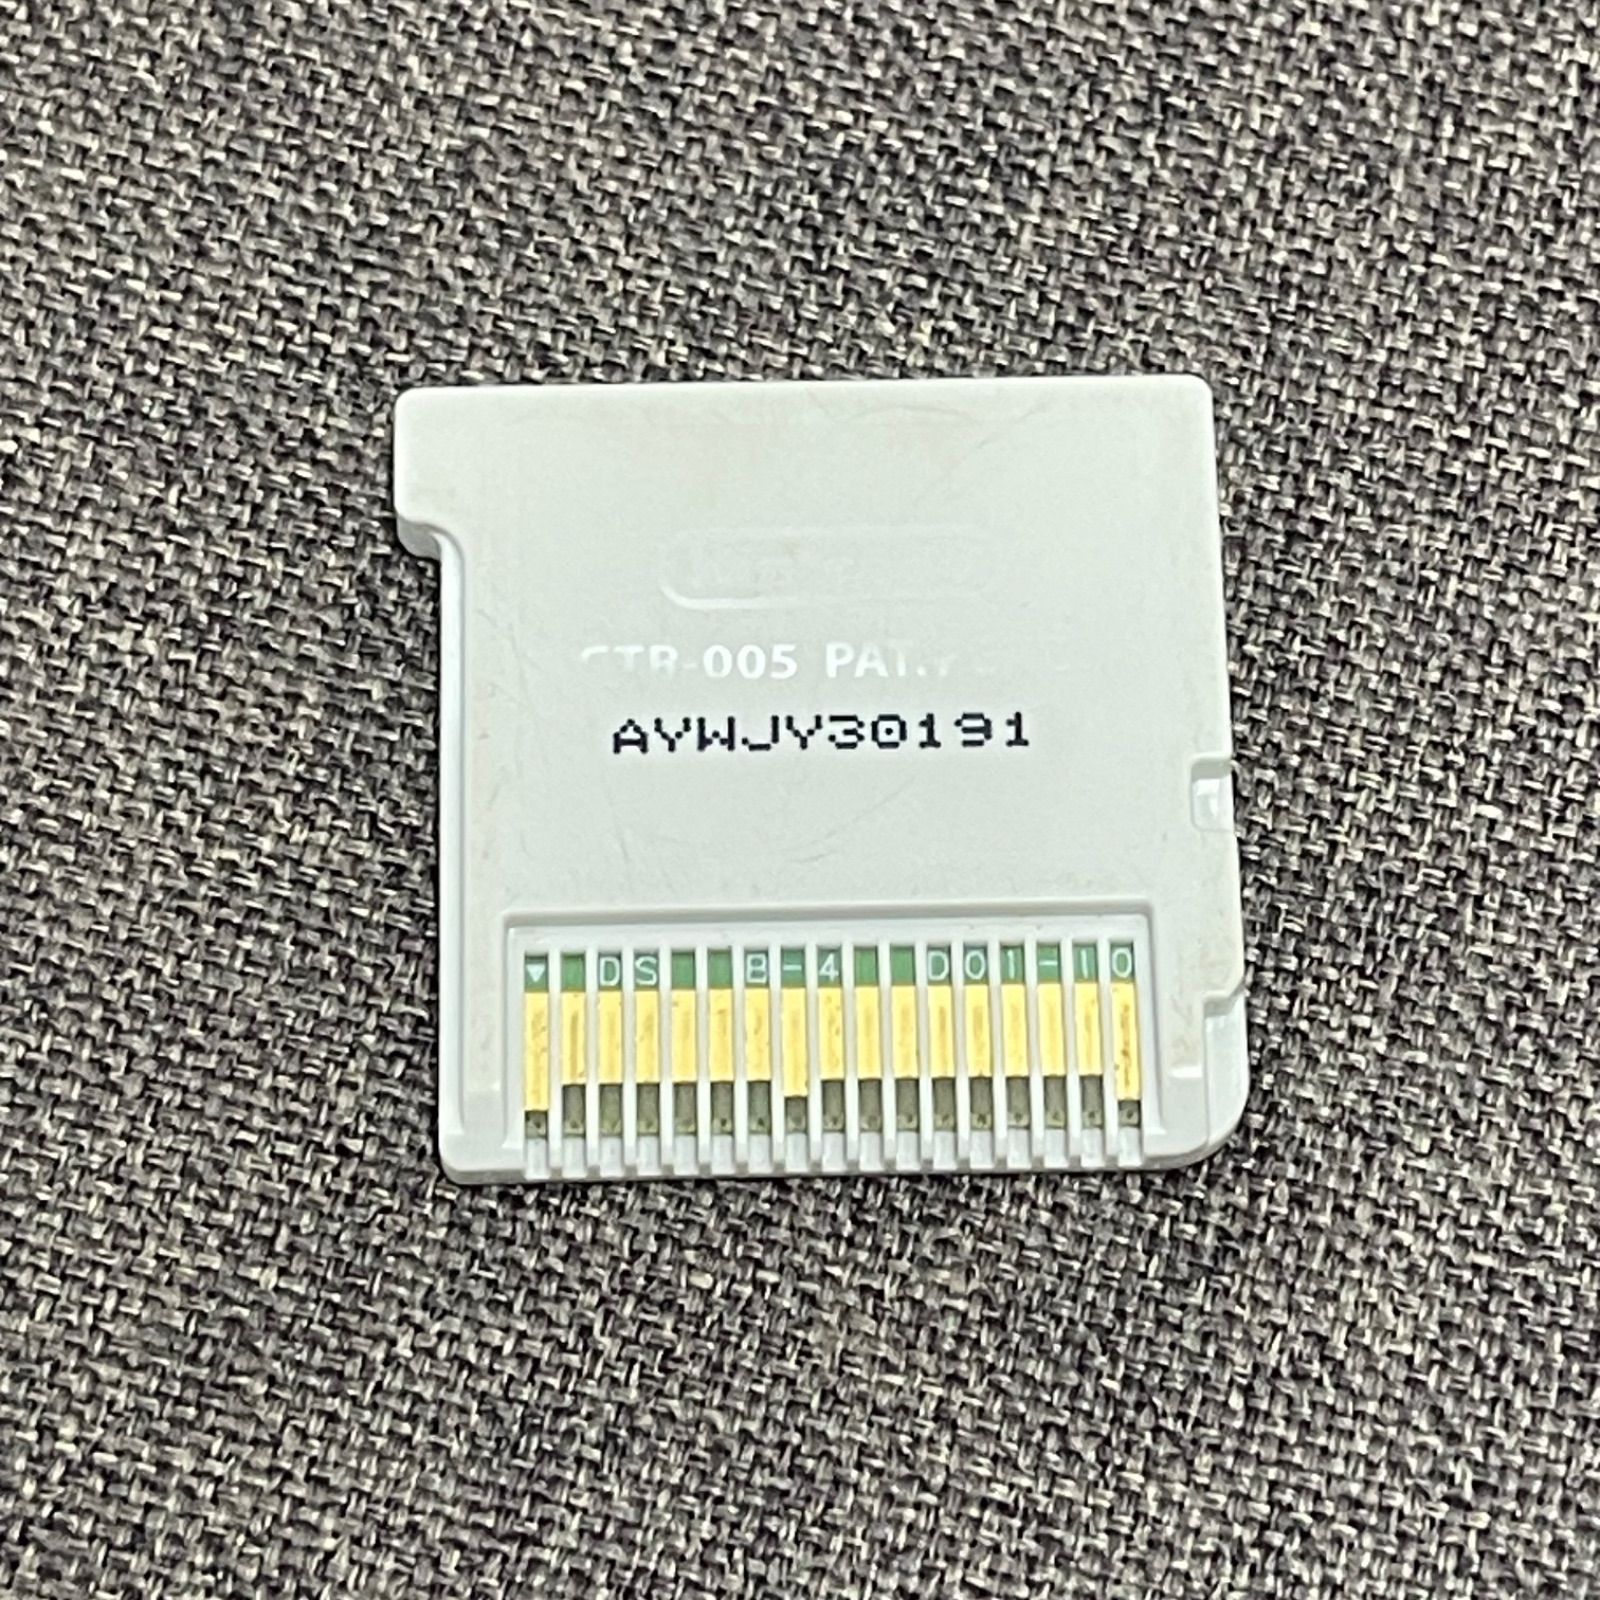 CTR-005 PAT.
AYWJY30191
▼ DS B-4 D01-10